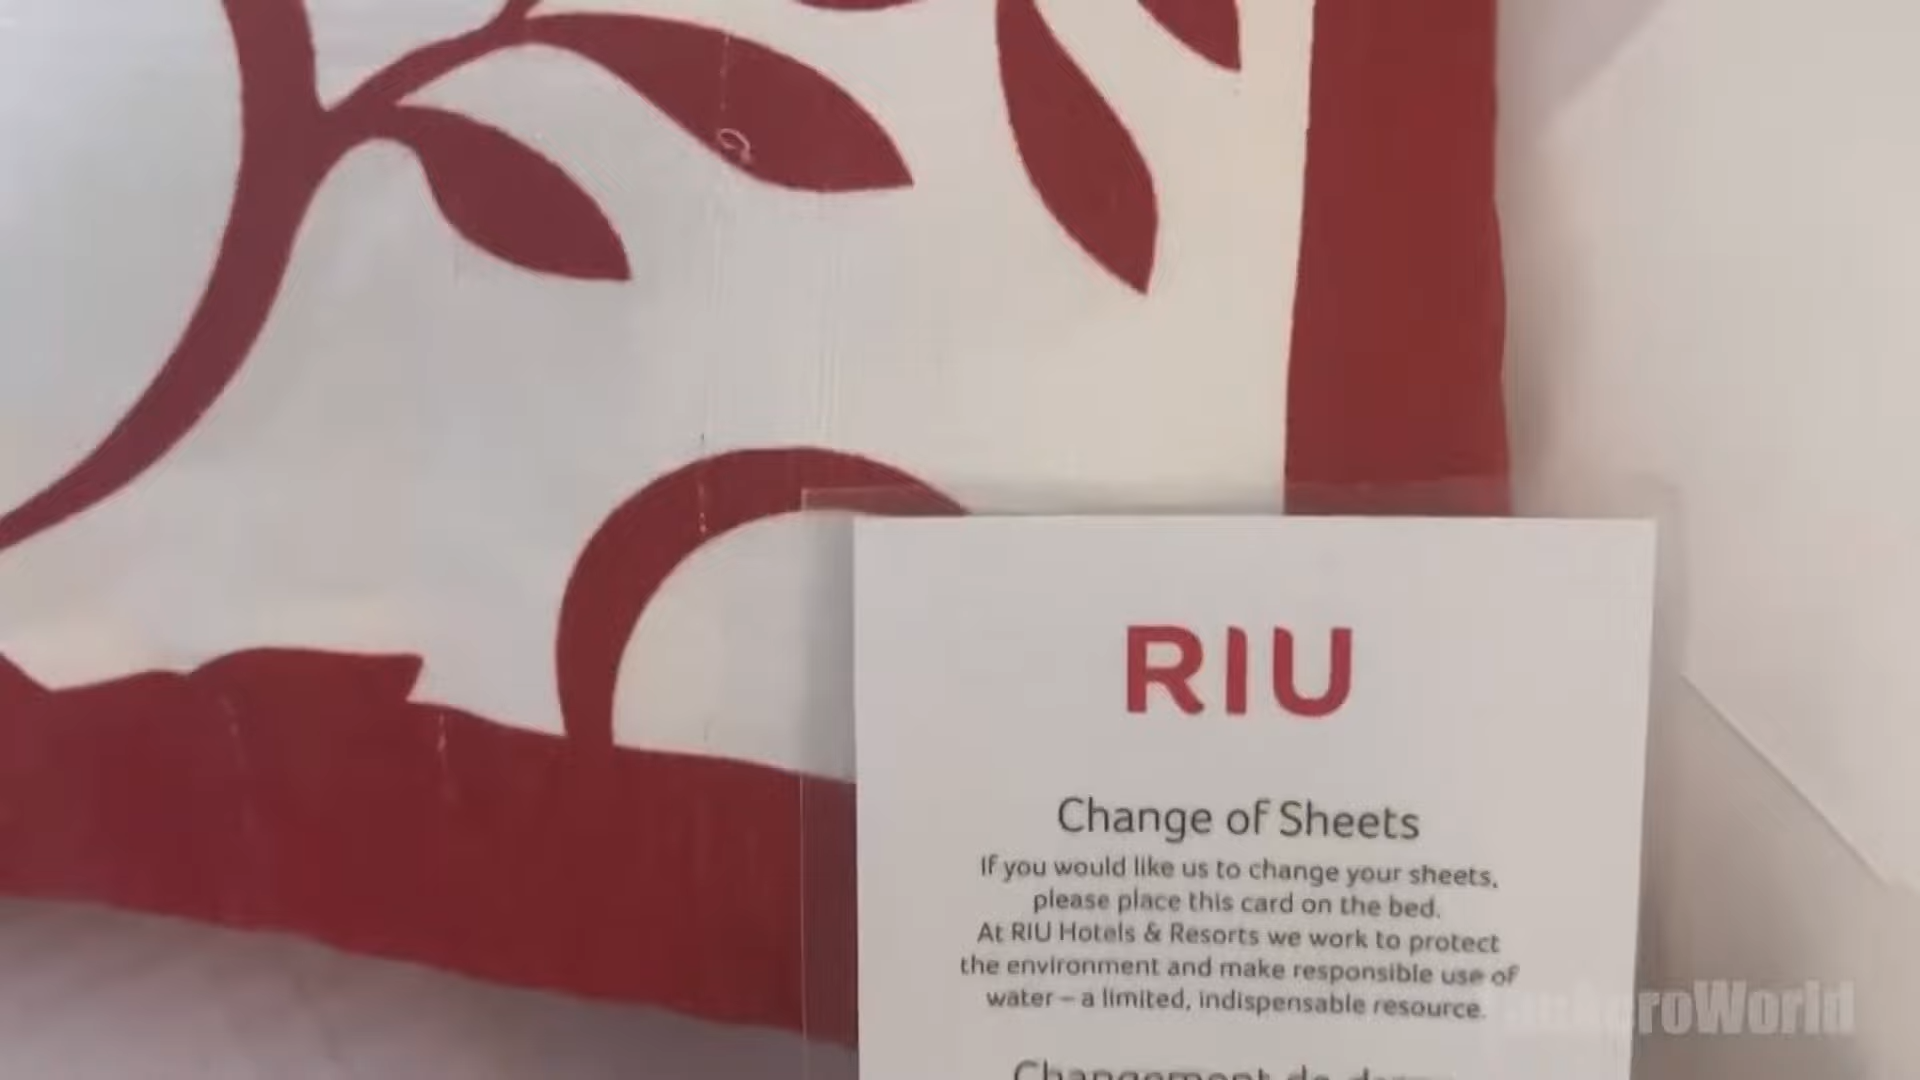 RIU
Change of Sheets
If you would like us to change your sheets,
please place this card on the bed.
At RIU Hotels & Resorts we work to protect
the environment and make responsible use of
water – a limited, indispensable resource.
Changement de